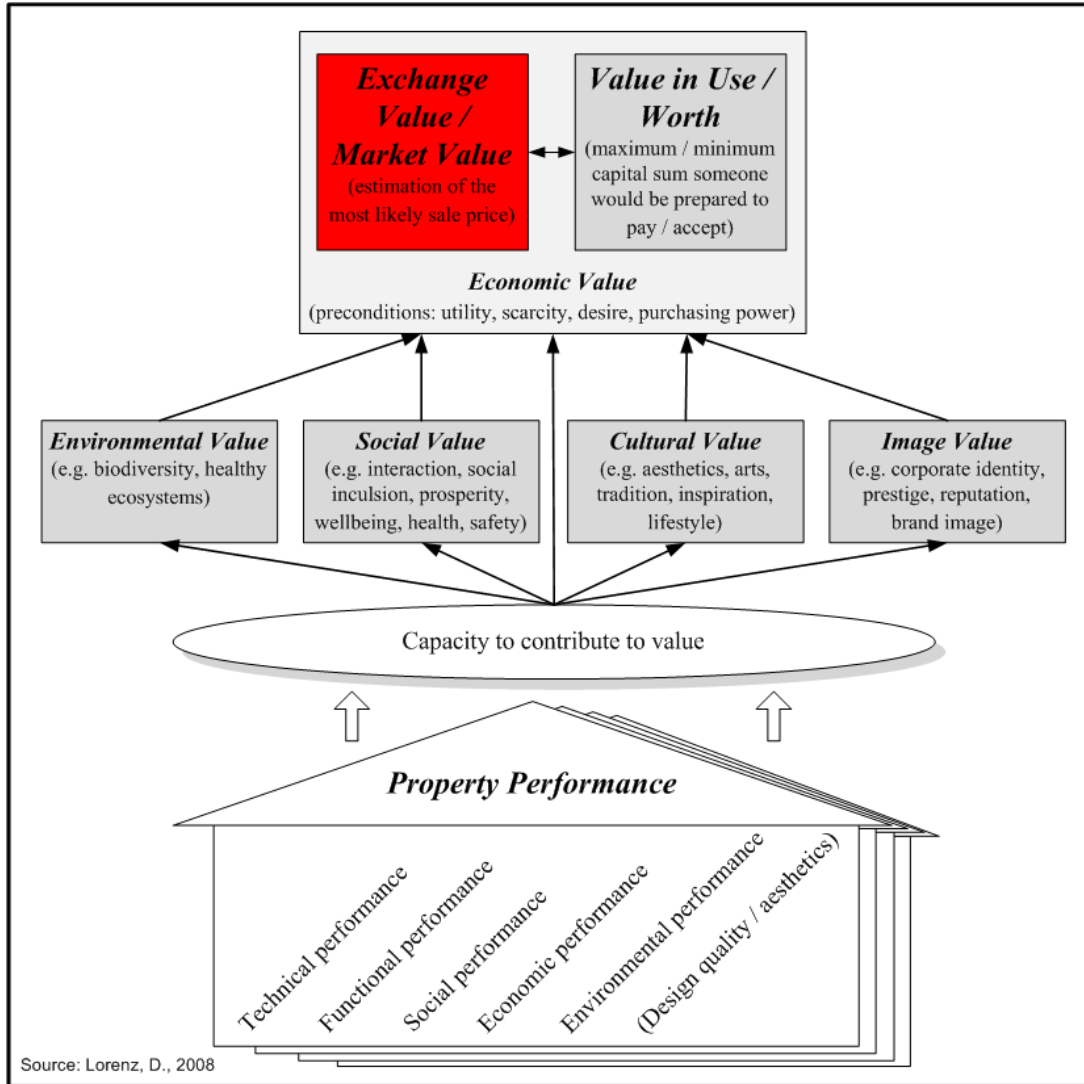 Exchange
Value /
Market Value
(estimation of the
most likely sale price)
Value in Use /
Worth
(maximum / minimum
capital sum someone
would be prepared to
pay / accept)
Economic Value
(preconditions: utility, scarcity, desire, purchasing power)
Environmental Value
(e.g. biodiversity, healthy
ecosystems)
Social Value
(e.g. interaction, social
inculsion, prosperity,
wellbeing, health, safety)
Cultural Value
(e.g. aesthetics, arts,
tradition, inspiration,
lifestyle)
Image Value
(e.g. corporate identity,
prestige, reputation,
brand image)
Capacity to contribute to value
Property Performance
Technical performance
Functional performance
Social performance
Economic performance
Environmental performance
(Design quality / aesthetics)
Source: Lorenz, D., 2008